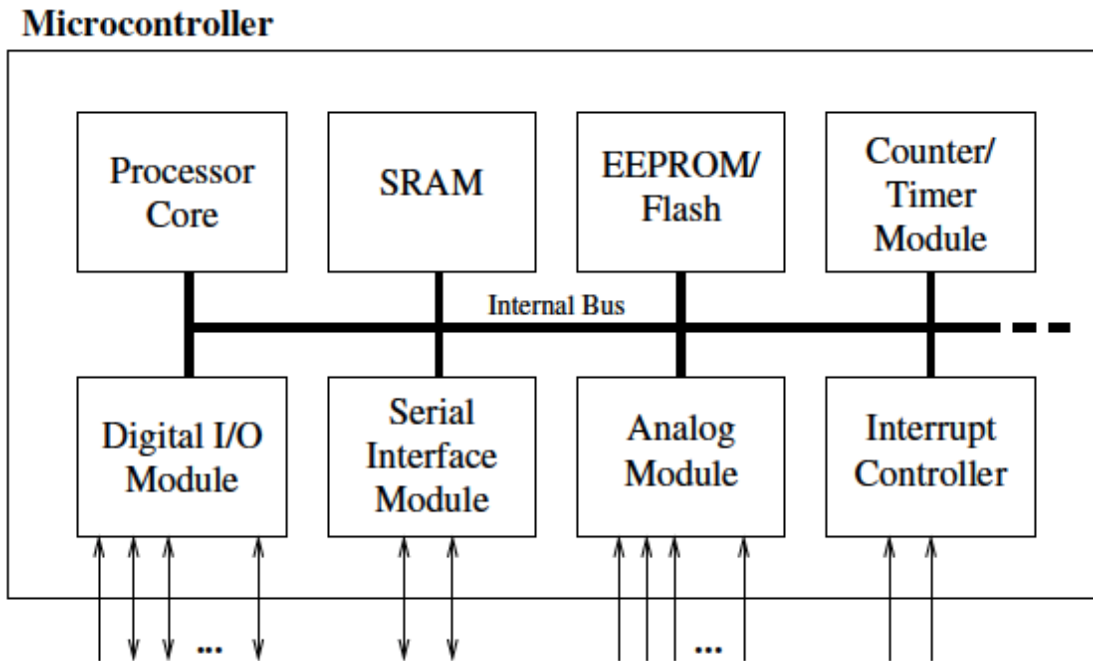 Microcontroller
Processor
Core
SRAM
EEPROM/
Flash
Counter/
Timer
Module
Internal Bus
Digital I/O
Module
Serial
Interface
Module
Analog
Module
Interrupt
Controller
...
...